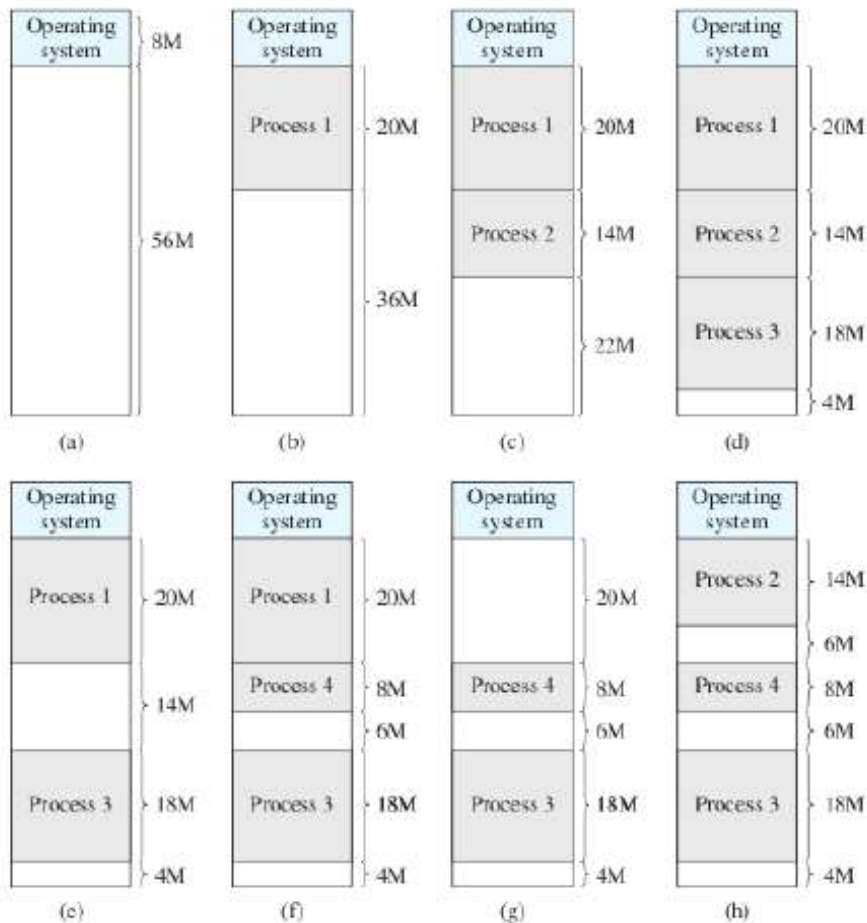 Operating
system
8M
56M
(a)
Operating
system
Process 1
20M
36M
(b)
Operating
system
Process 1
20M
Process 2
14M
22M
(c)
Operating
system
Process 1
20M
Process 2
14M
Process 3
18M
4M
(d)
Operating
system
Process 1
20M
14M
Process 3
18M
4M
(e)
Operating
system
Process 1
20M
Process 4
8M
6M
Process 3
18M
4M
(f)
Operating
system
20M
Process 4
8M
6M
Process 3
18M
4M
(g)
Operating
system
Process 2
14M
6M
Process 4
8M
6M
Process 3
18M
4M
(h)